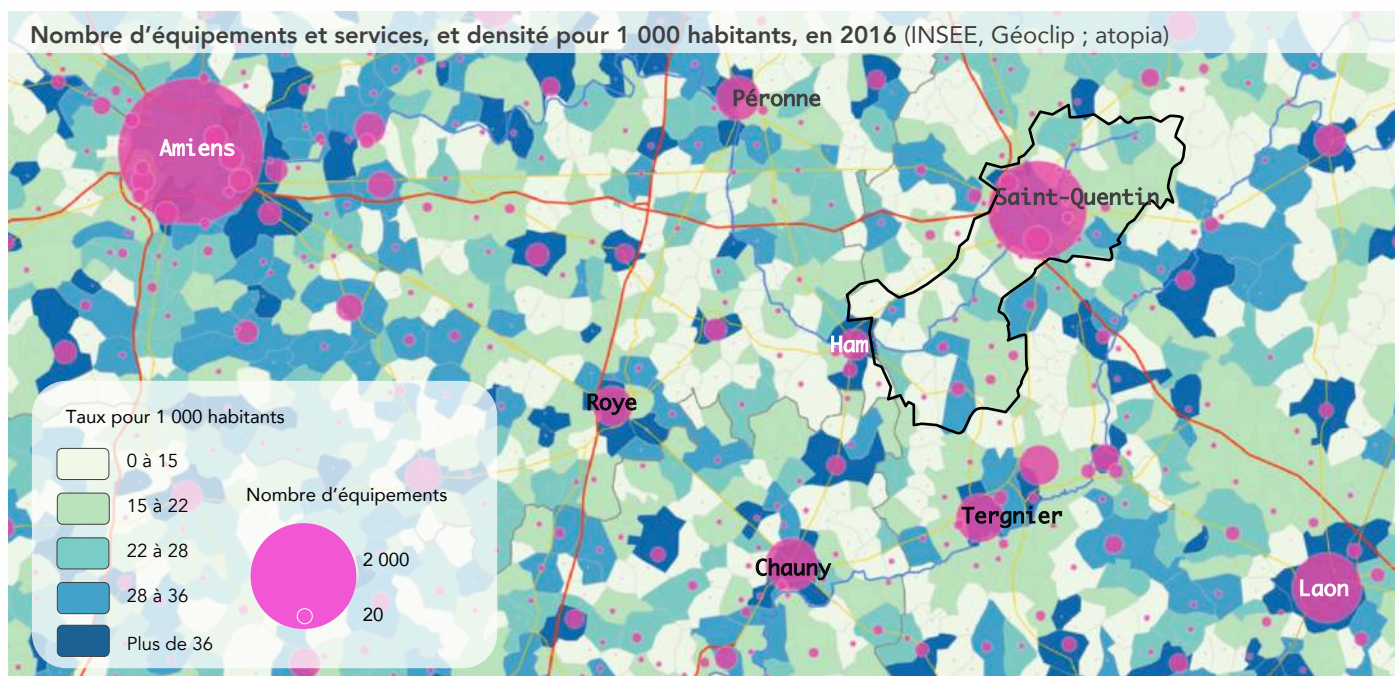 Nombre d’équipements et services, et densité pour 1 000 habitants, en 2016 (INSEE, Géoclip ; atopia)
Péronne
Amiens
Saint-Quentin
Ham
Roye
Taux pour 1 000 habitants
0 à 15
15 à 22
22 à 28
28 à 36
Plus de 36
Nombre d’équipements
2 000
20
Tergnier
Chauny
Laon